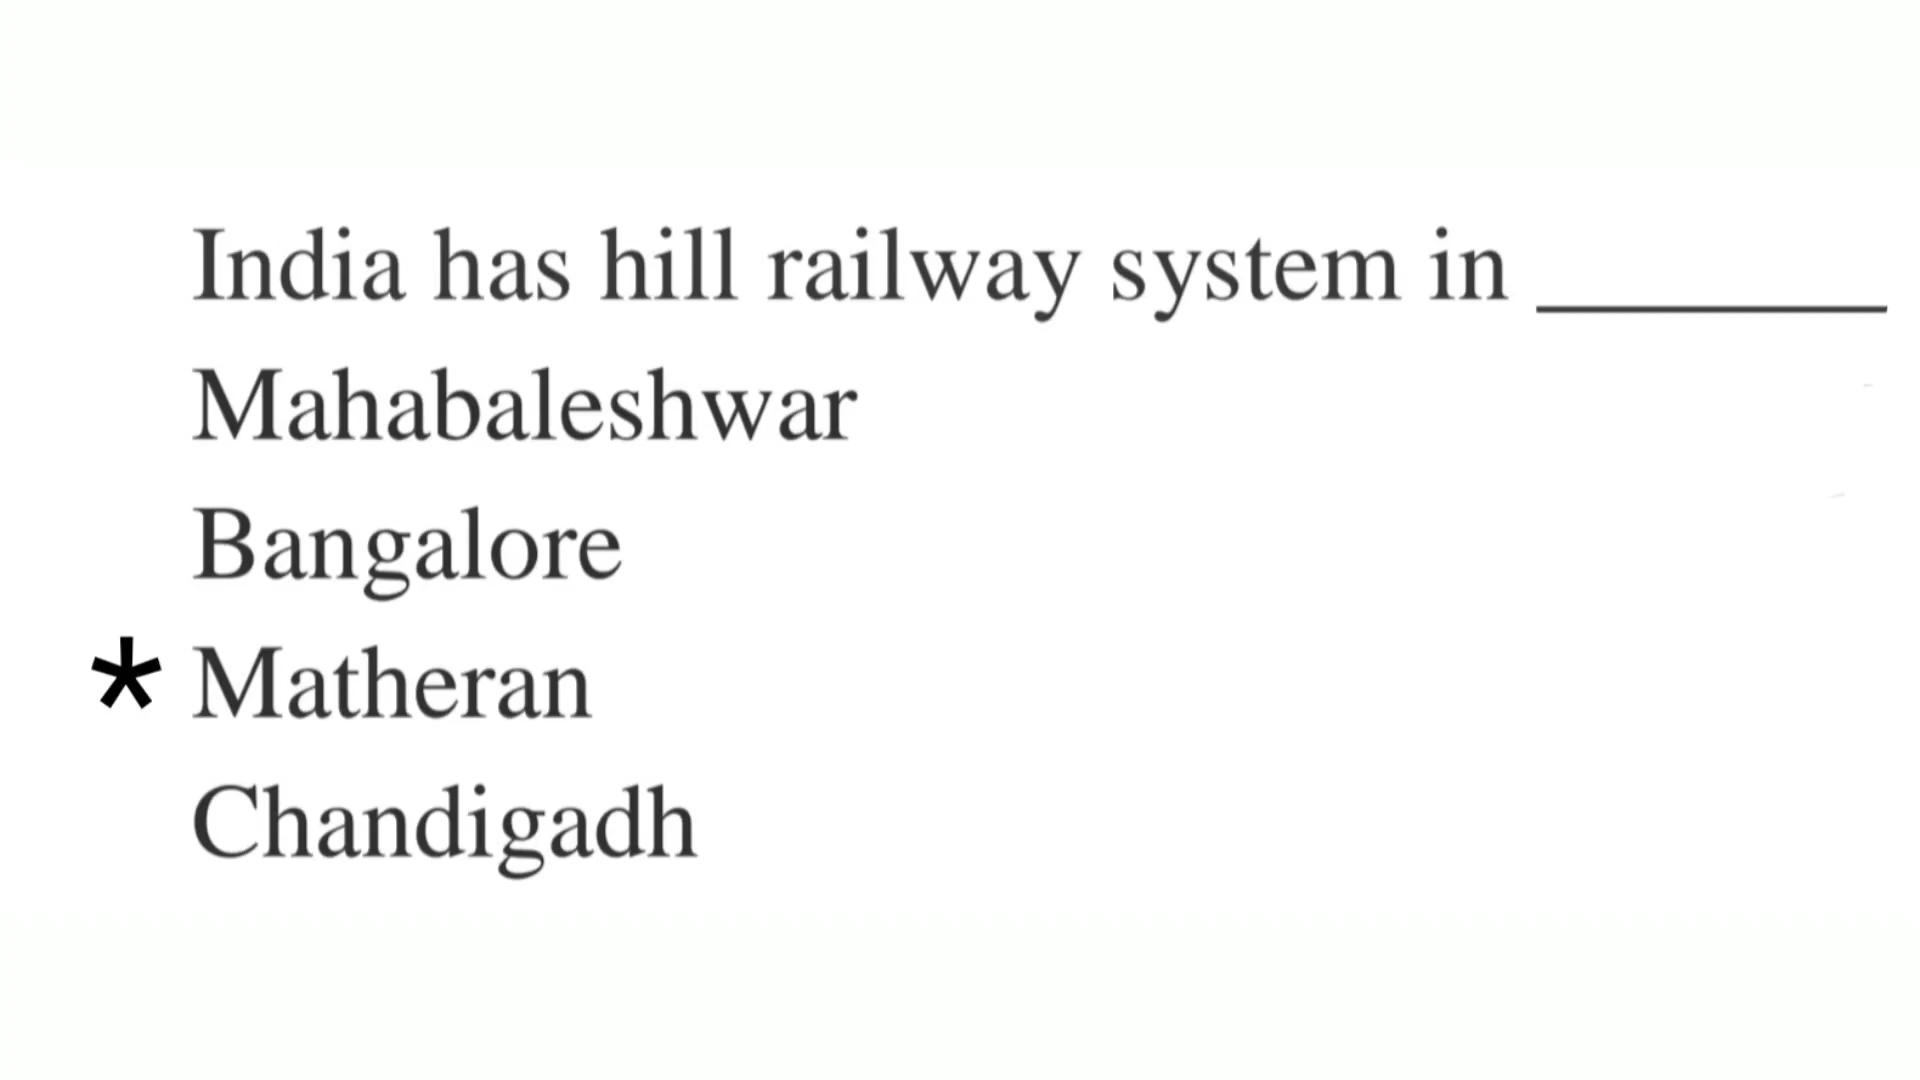 India has hill railway system in ________
Mahabaleshwar
Bangalore
* Matheran
Chandigadh